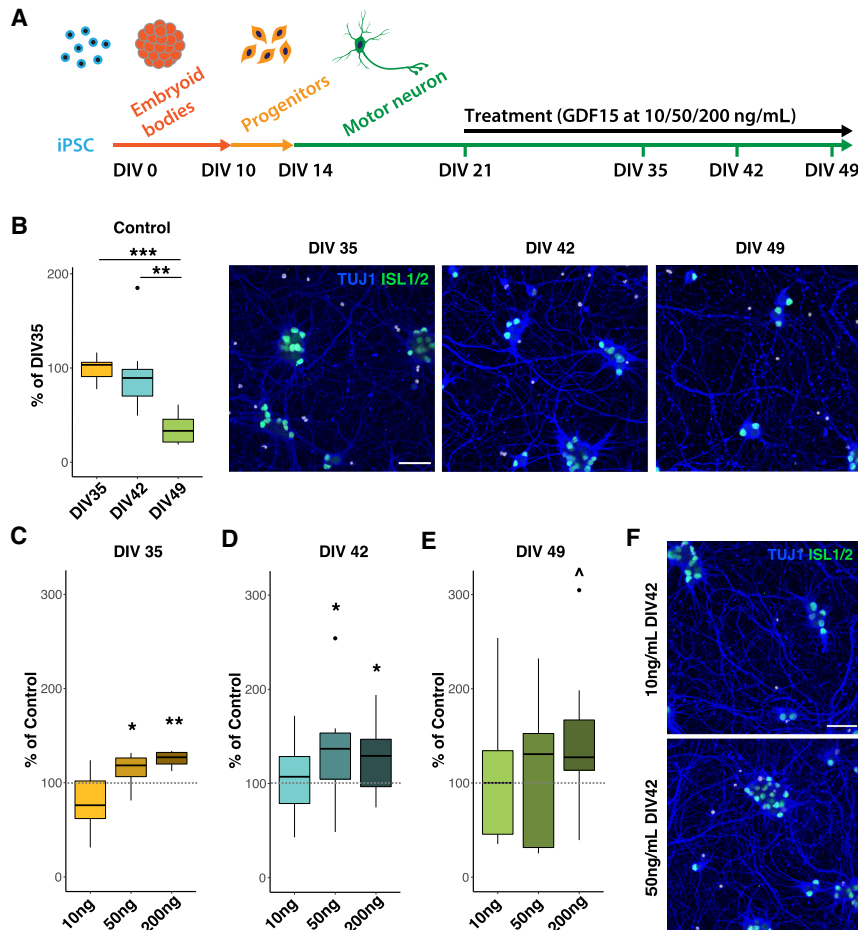 A
Embryoid
bodies
Progenitors
Motor neuron
Treatment (GDF15 at 10/50/200 ng/mL)
iPSC
DIV 0
DIV 10
DIV 14
DIV 21
DIV 35
DIV 42
DIV 49
B
Control
***
**
% of DIV35
200
100
0
DIV35
DIV42
DIV49
DIV 35
DIV 42
DIV 49
TUJ1 ISL1/2
C
DIV 35
% of Control
300
200
100
0
*
**
10ng
50ng
200ng
D
DIV 42
% of Control
300
200
100
0
*
*
10ng
50ng
200ng
E
DIV 49
% of Control
300
200
100
0
^
10ng
50ng
200ng
F
TUJ1 ISL1/2
10ng/mL DIV42
50ng/mL DIV42